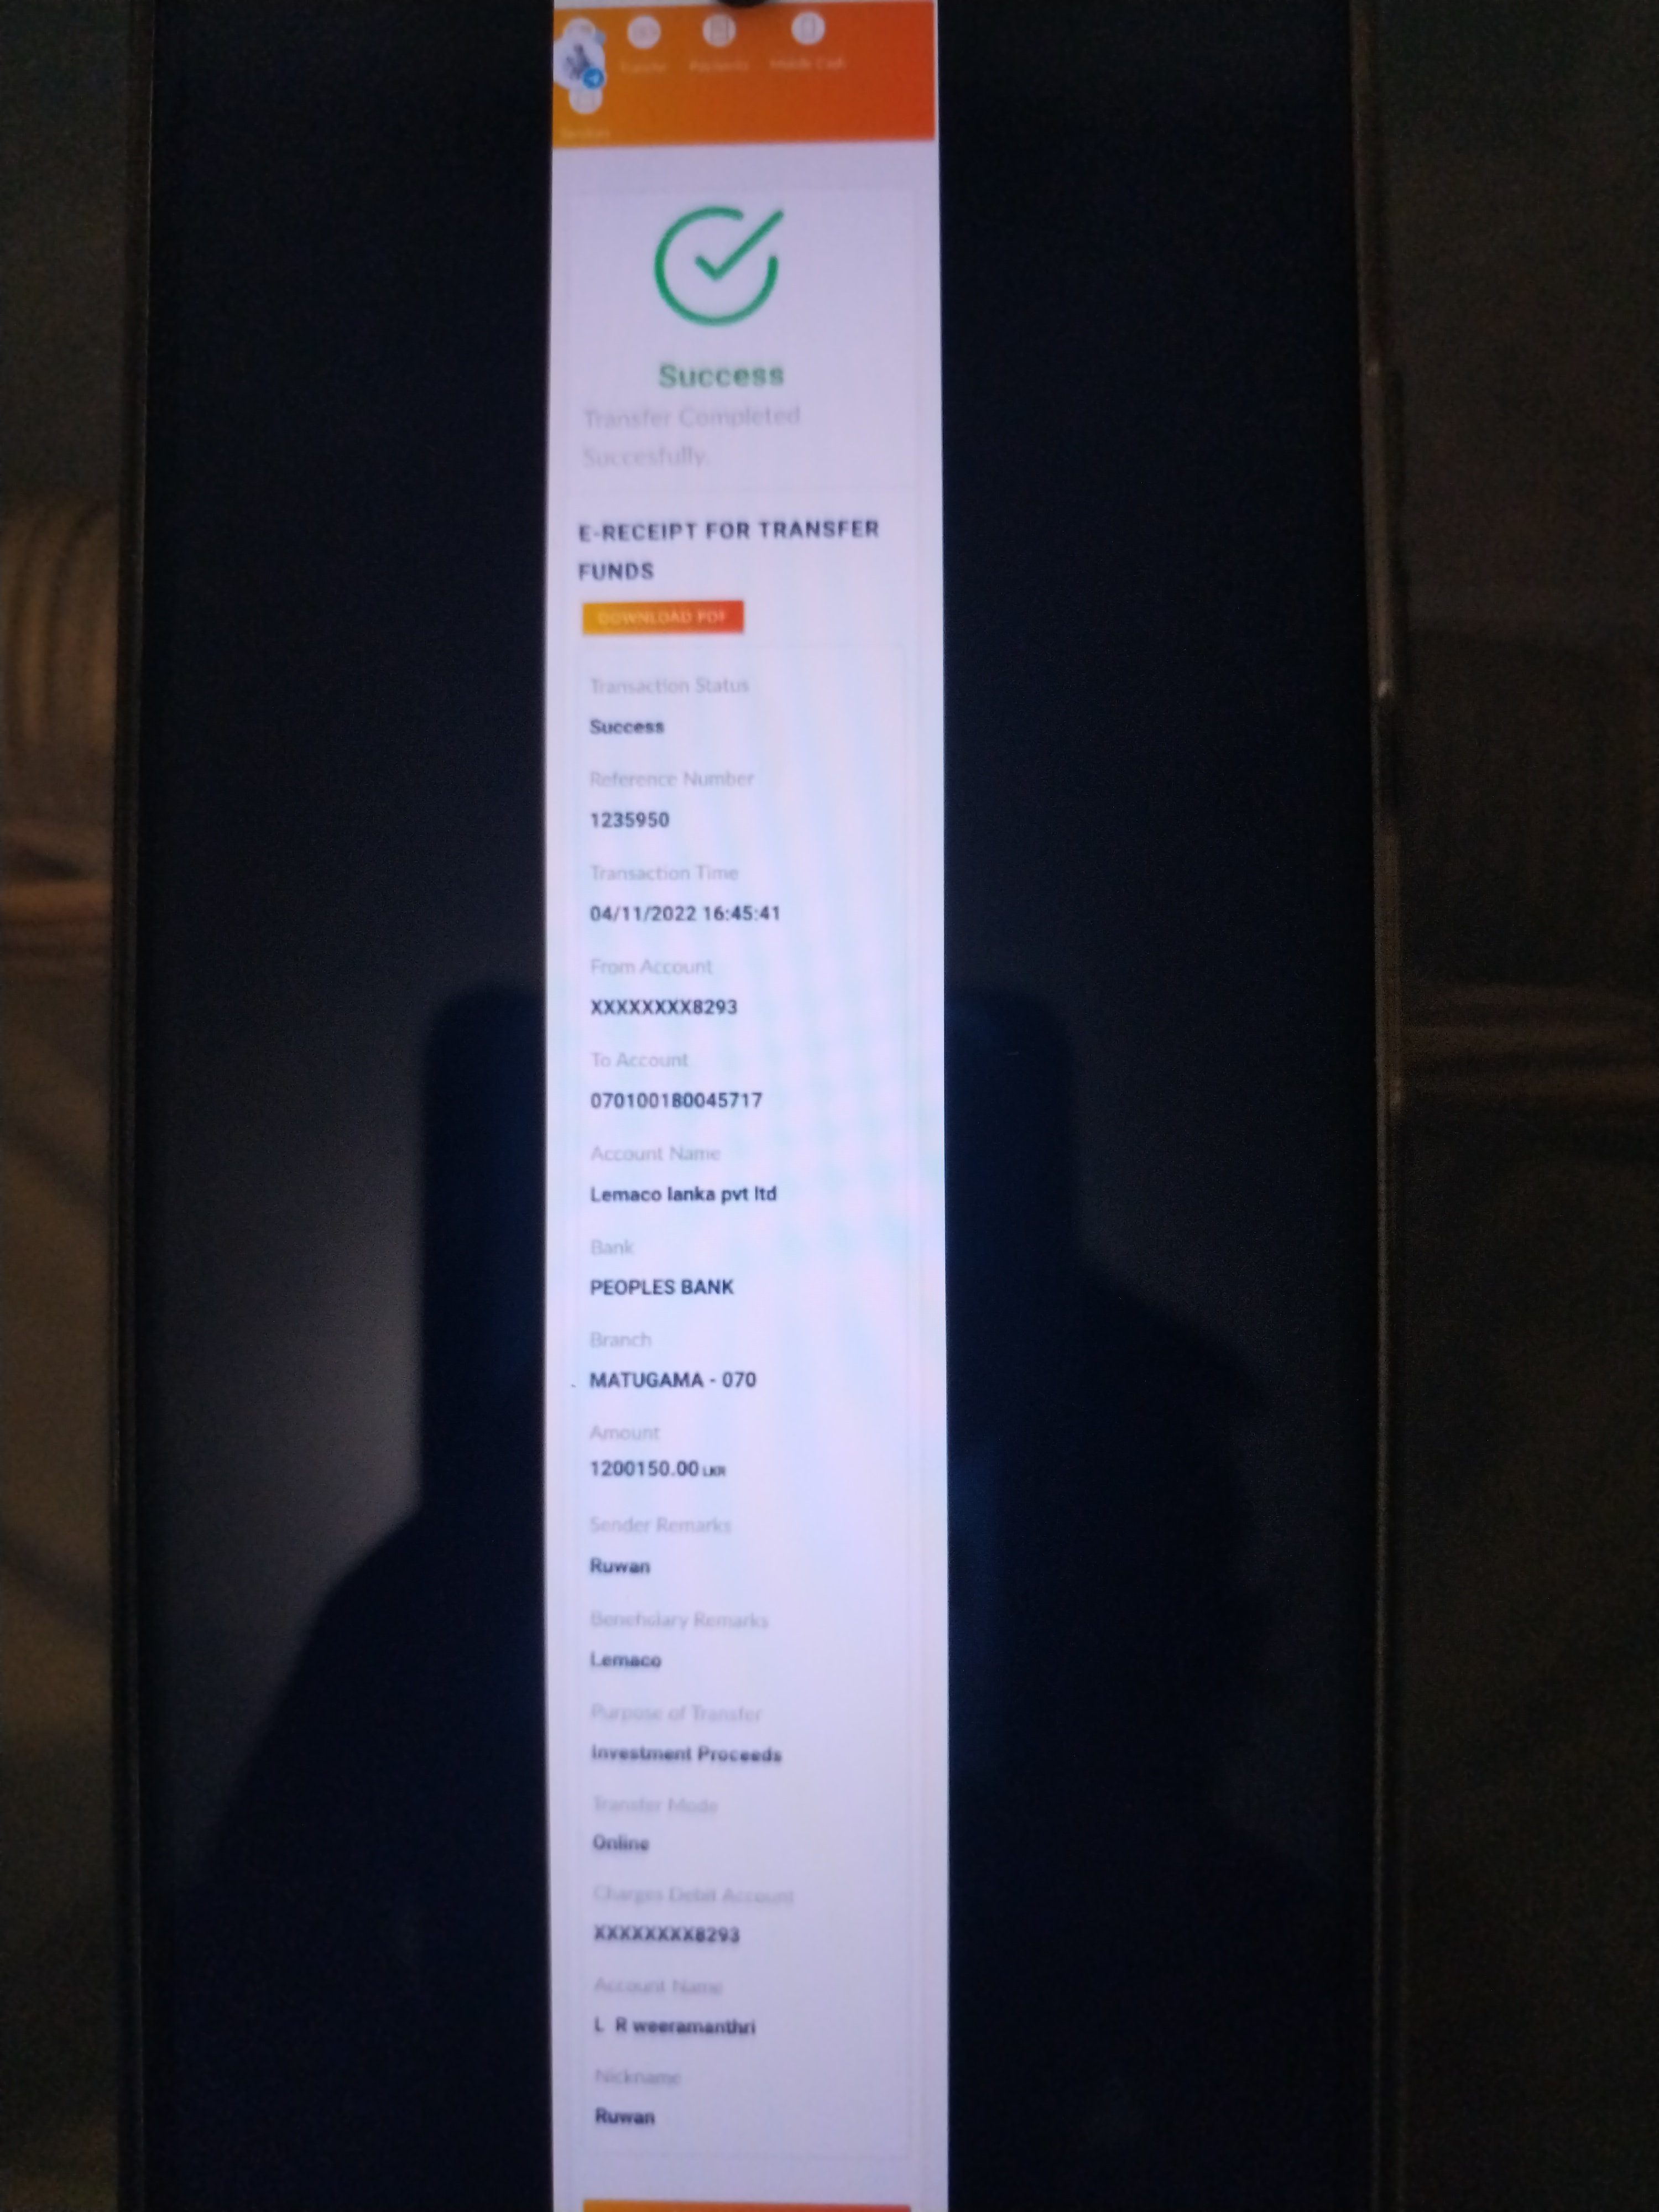 Transfer
Payments
Mobile Cash
Success
Transfer Completed
Succesfully.
E-RECEIPT FOR TRANSFER
FUNDS
DOWNLOAD PDF
Transaction Status
Success
Reference Number
1235950
Transaction Time
04/11/2022 16:45:41
From Account
XXXXXXXX8293
To Account
070100180045717
Account Name
Lemaco lanka pvt ltd
Bank
PEOPLES BANK
Branch
MATUGAMA - 070
Amount
1200150.00 LKR
Sender Remarks
Ruwan
Benefisiary Remarks
Lemaco
Purpose of Transfer
Investment Proceeds
Transfer Mode
Online
Charges Debit Account
XXXXXXXX8293
Account Name
L R weeramanthri
Nickname
Ruwan